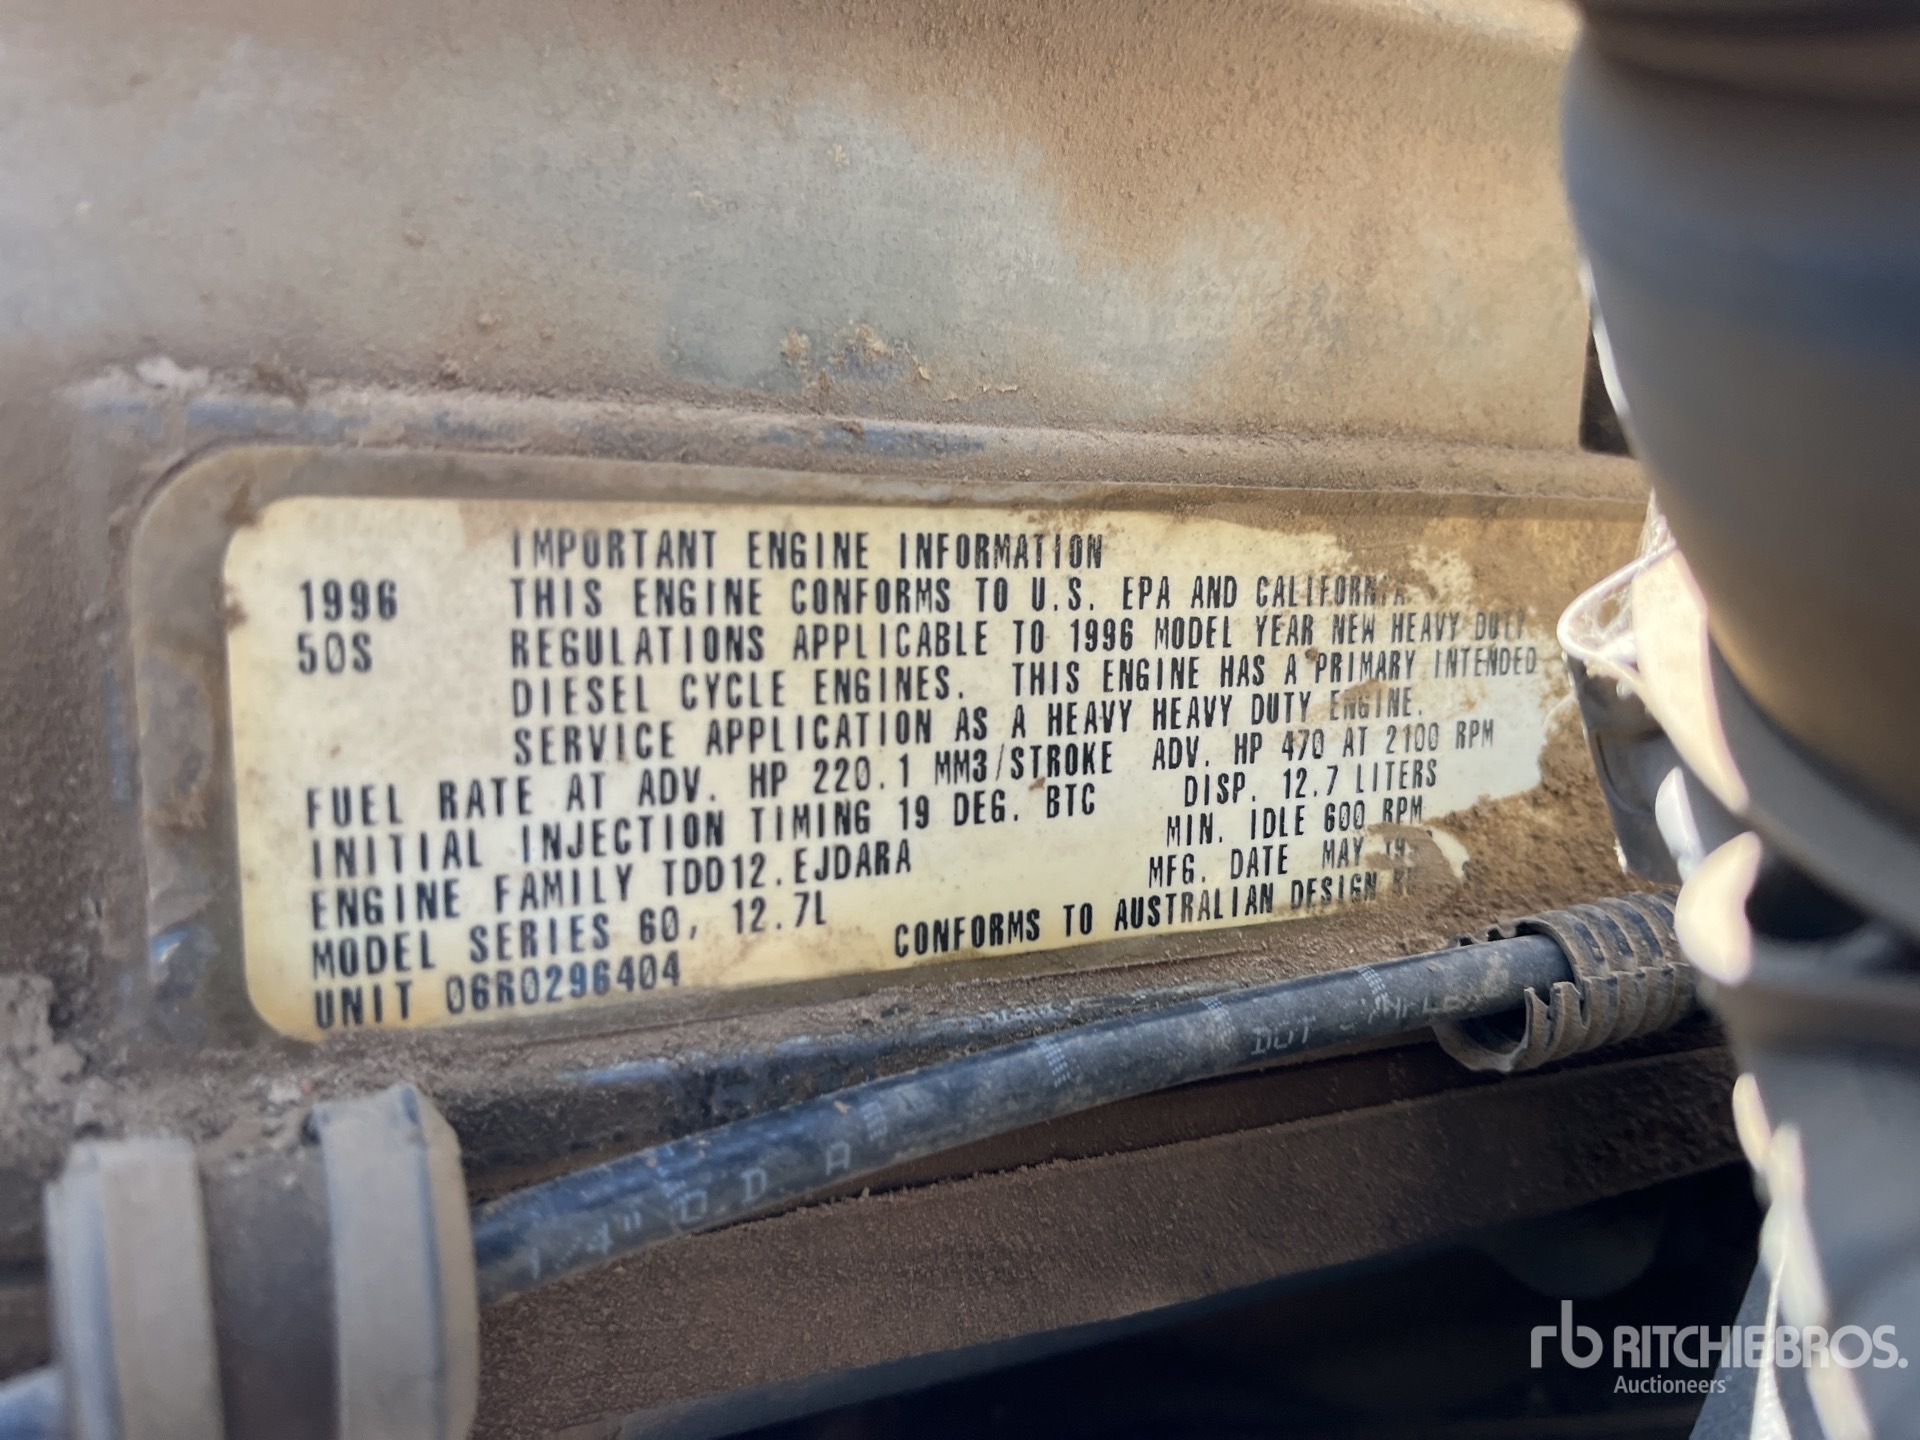 IMPORTANT ENGINE INFORMATION
1996 THIS ENGINE CONFORMS TO U.S. EPA AND CALIFORNIA
50S REGULATIONS APPLICABLE TO 1996 MODEL YEAR NEW HEAVY DUTY
DIESEL CYCLE ENGINES. THIS ENGINE HAS A PRIMARY INTENDED
SERVICE APPLICATION AS A HEAVY HEAVY DUTY ENGINE.
FUEL RATE AT ADV. HP 220.1 MM3/STROKE ADV. HP 470 AT 2100 RPM
INITIAL INJECTION TIMING 19 DEG. BTC DISP. 12.7 LITERS
ENGINE FAMILY TDD12.EJDARA MIN. IDLE 600 RPM
MODEL SERIES 60, 12.7L MFG. DATE MAY
UNIT 06R0296404 CONFORMS TO AUSTRALIAN DESIGN
DOT
O.D. A
rb RITCHIEBROS.
Auctioneers